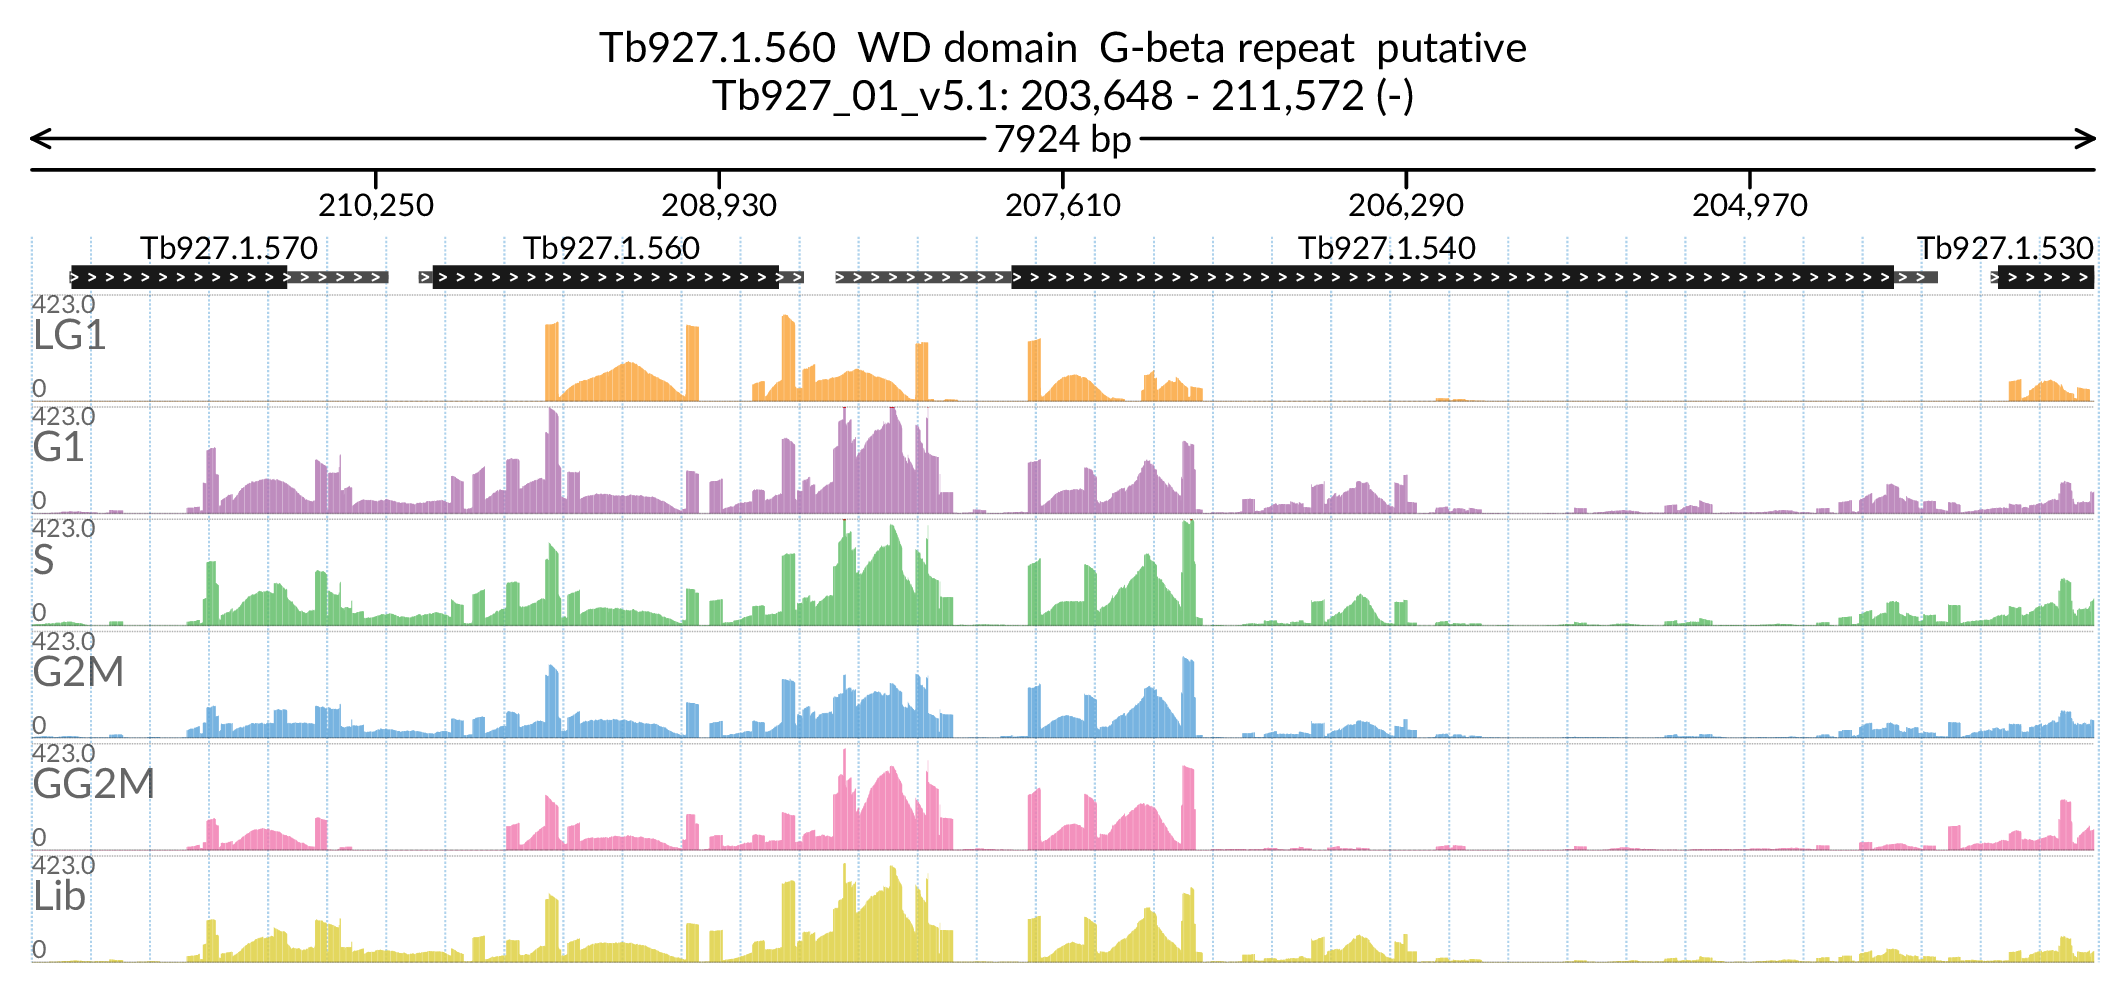 Tb927.1.560 WD domain G-beta repeat putative
Tb927_01_v5.1: 203,648 - 211,572 (-)
7924 bp
210,250 208,930 207,610 206,290 204,970
Tb927.1.570 Tb927.1.560 Tb927.1.540 Tb927.1.530
423.0
LG1
0
423.0
G1
0
423.0
S
0
423.0
G2M
0
423.0
GG2M
0
423.0
Lib
0